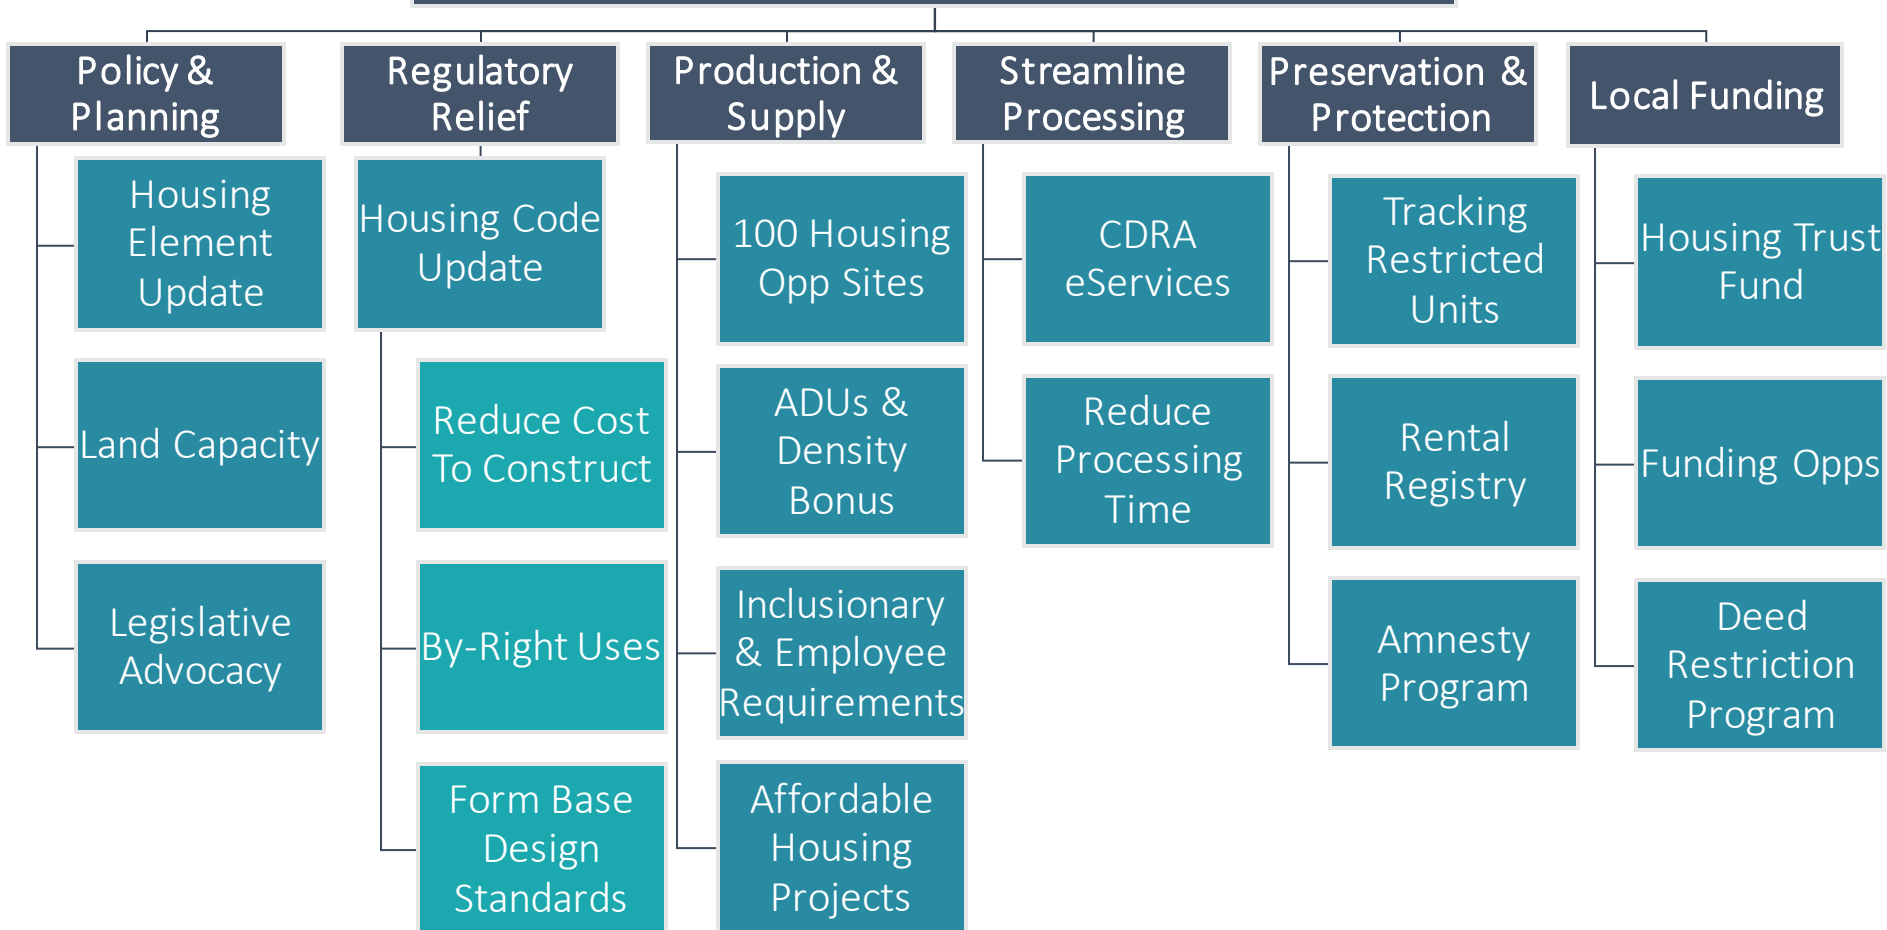 Policy &
Planning
Housing
Element
Update
Land Capacity
Legislative
Advocacy
Regulatory
Relief
Housing Code
Update
Reduce Cost
To Construct
By-Right Uses
Form Base
Design
Standards
Production &
Supply
100 Housing
Opp Sites
ADUs &
Density
Bonus
Inclusionary
& Employee
Requirements
Affordable
Housing
Projects
Streamline
Processing
CDRA
eServices
Reduce
Processing
Time
Preservation &
Protection
Tracking
Restricted
Units
Rental
Registry
Amnesty
Program
Local Funding
Housing Trust
Fund
Funding Opps
Deed
Restriction
Program